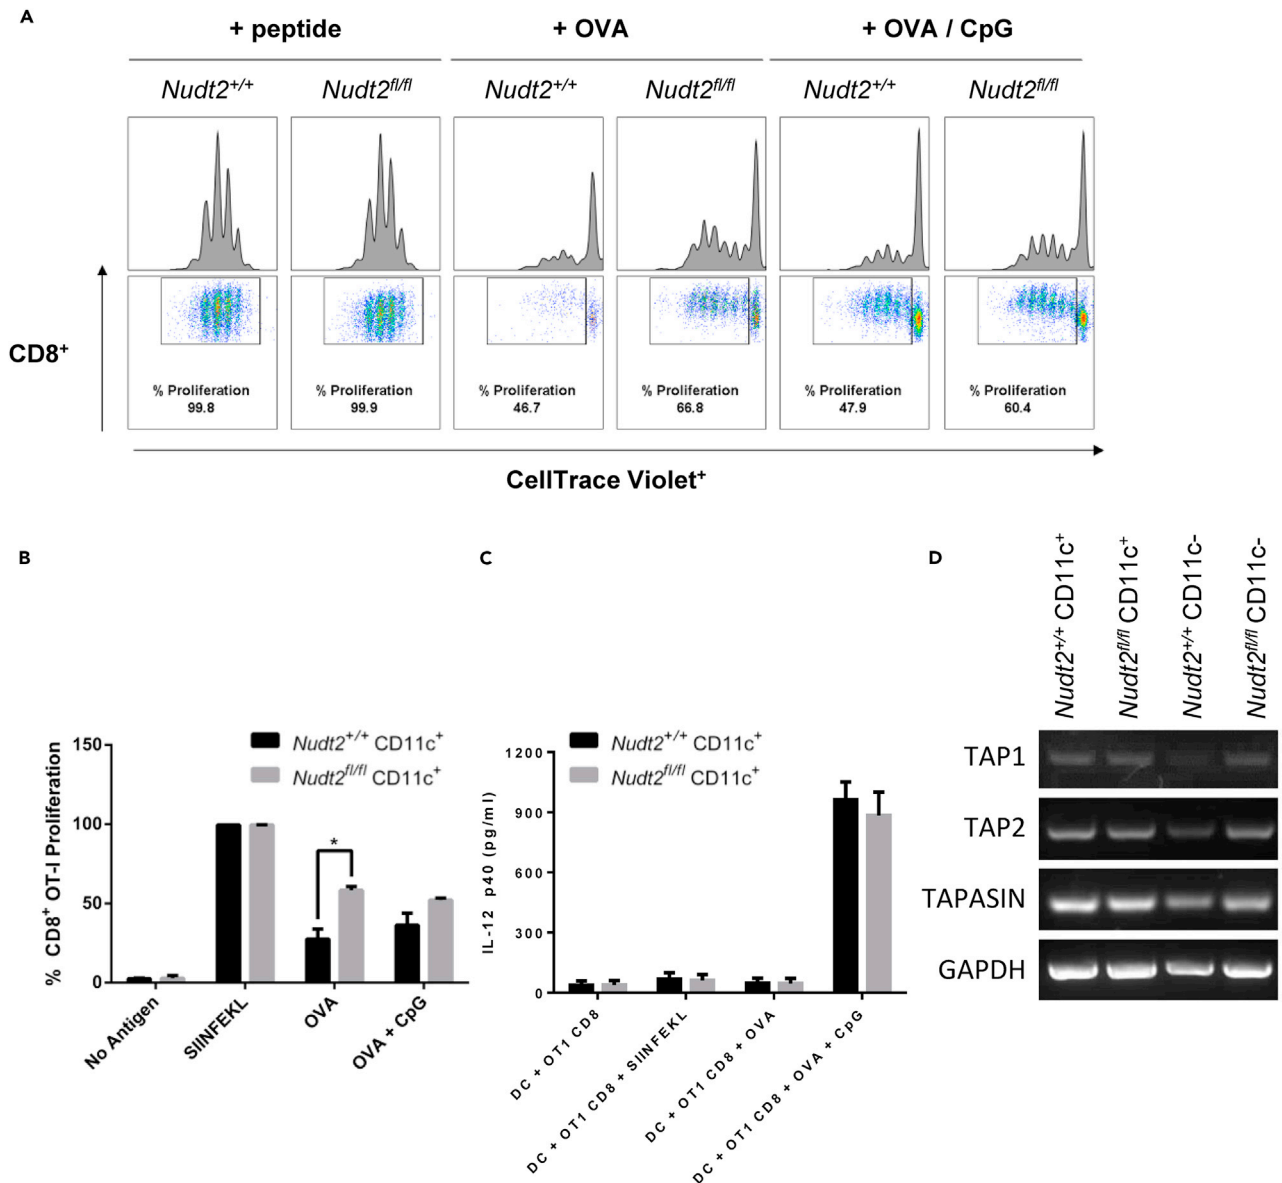 A
+ peptide
+ OVA
+ OVA / CpG
Nudt2+/+
Nudt2fl/fl
Nudt2+/+
Nudt2fl/fl
Nudt2+/+
Nudt2fl/fl
CD8+
% Proliferation
99.8
% Proliferation
99.9
% Proliferation
46.7
% Proliferation
66.8
% Proliferation
47.9
% Proliferation
60.4
CellTrace Violet+
B
% CD8+ OT-I Proliferation
150
100
50
0
Nudt2+/+ CD11c+
Nudt2fl/fl CD11c+
*
No Antigen
SIINFEKL
OVA
OVA + CpG
C
IL-12 p40 (pg/ml)
1200
900
600
300
0
Nudt2+/+ CD11c+
Nudt2fl/fl CD11c+
DC + OT1 CD8
DC + OT1 CD8 + SIINFEKL
DC + OT1 CD8 + OVA
DC + OT1 CD8 + OVA + CpG
D
Nudt2+/+ CD11c+
Nudt2fl/fl CD11c+
Nudt2+/+ CD11c-
Nudt2fl/fl CD11c-
TAP1
TAP2
TAPASIN
GAPDH